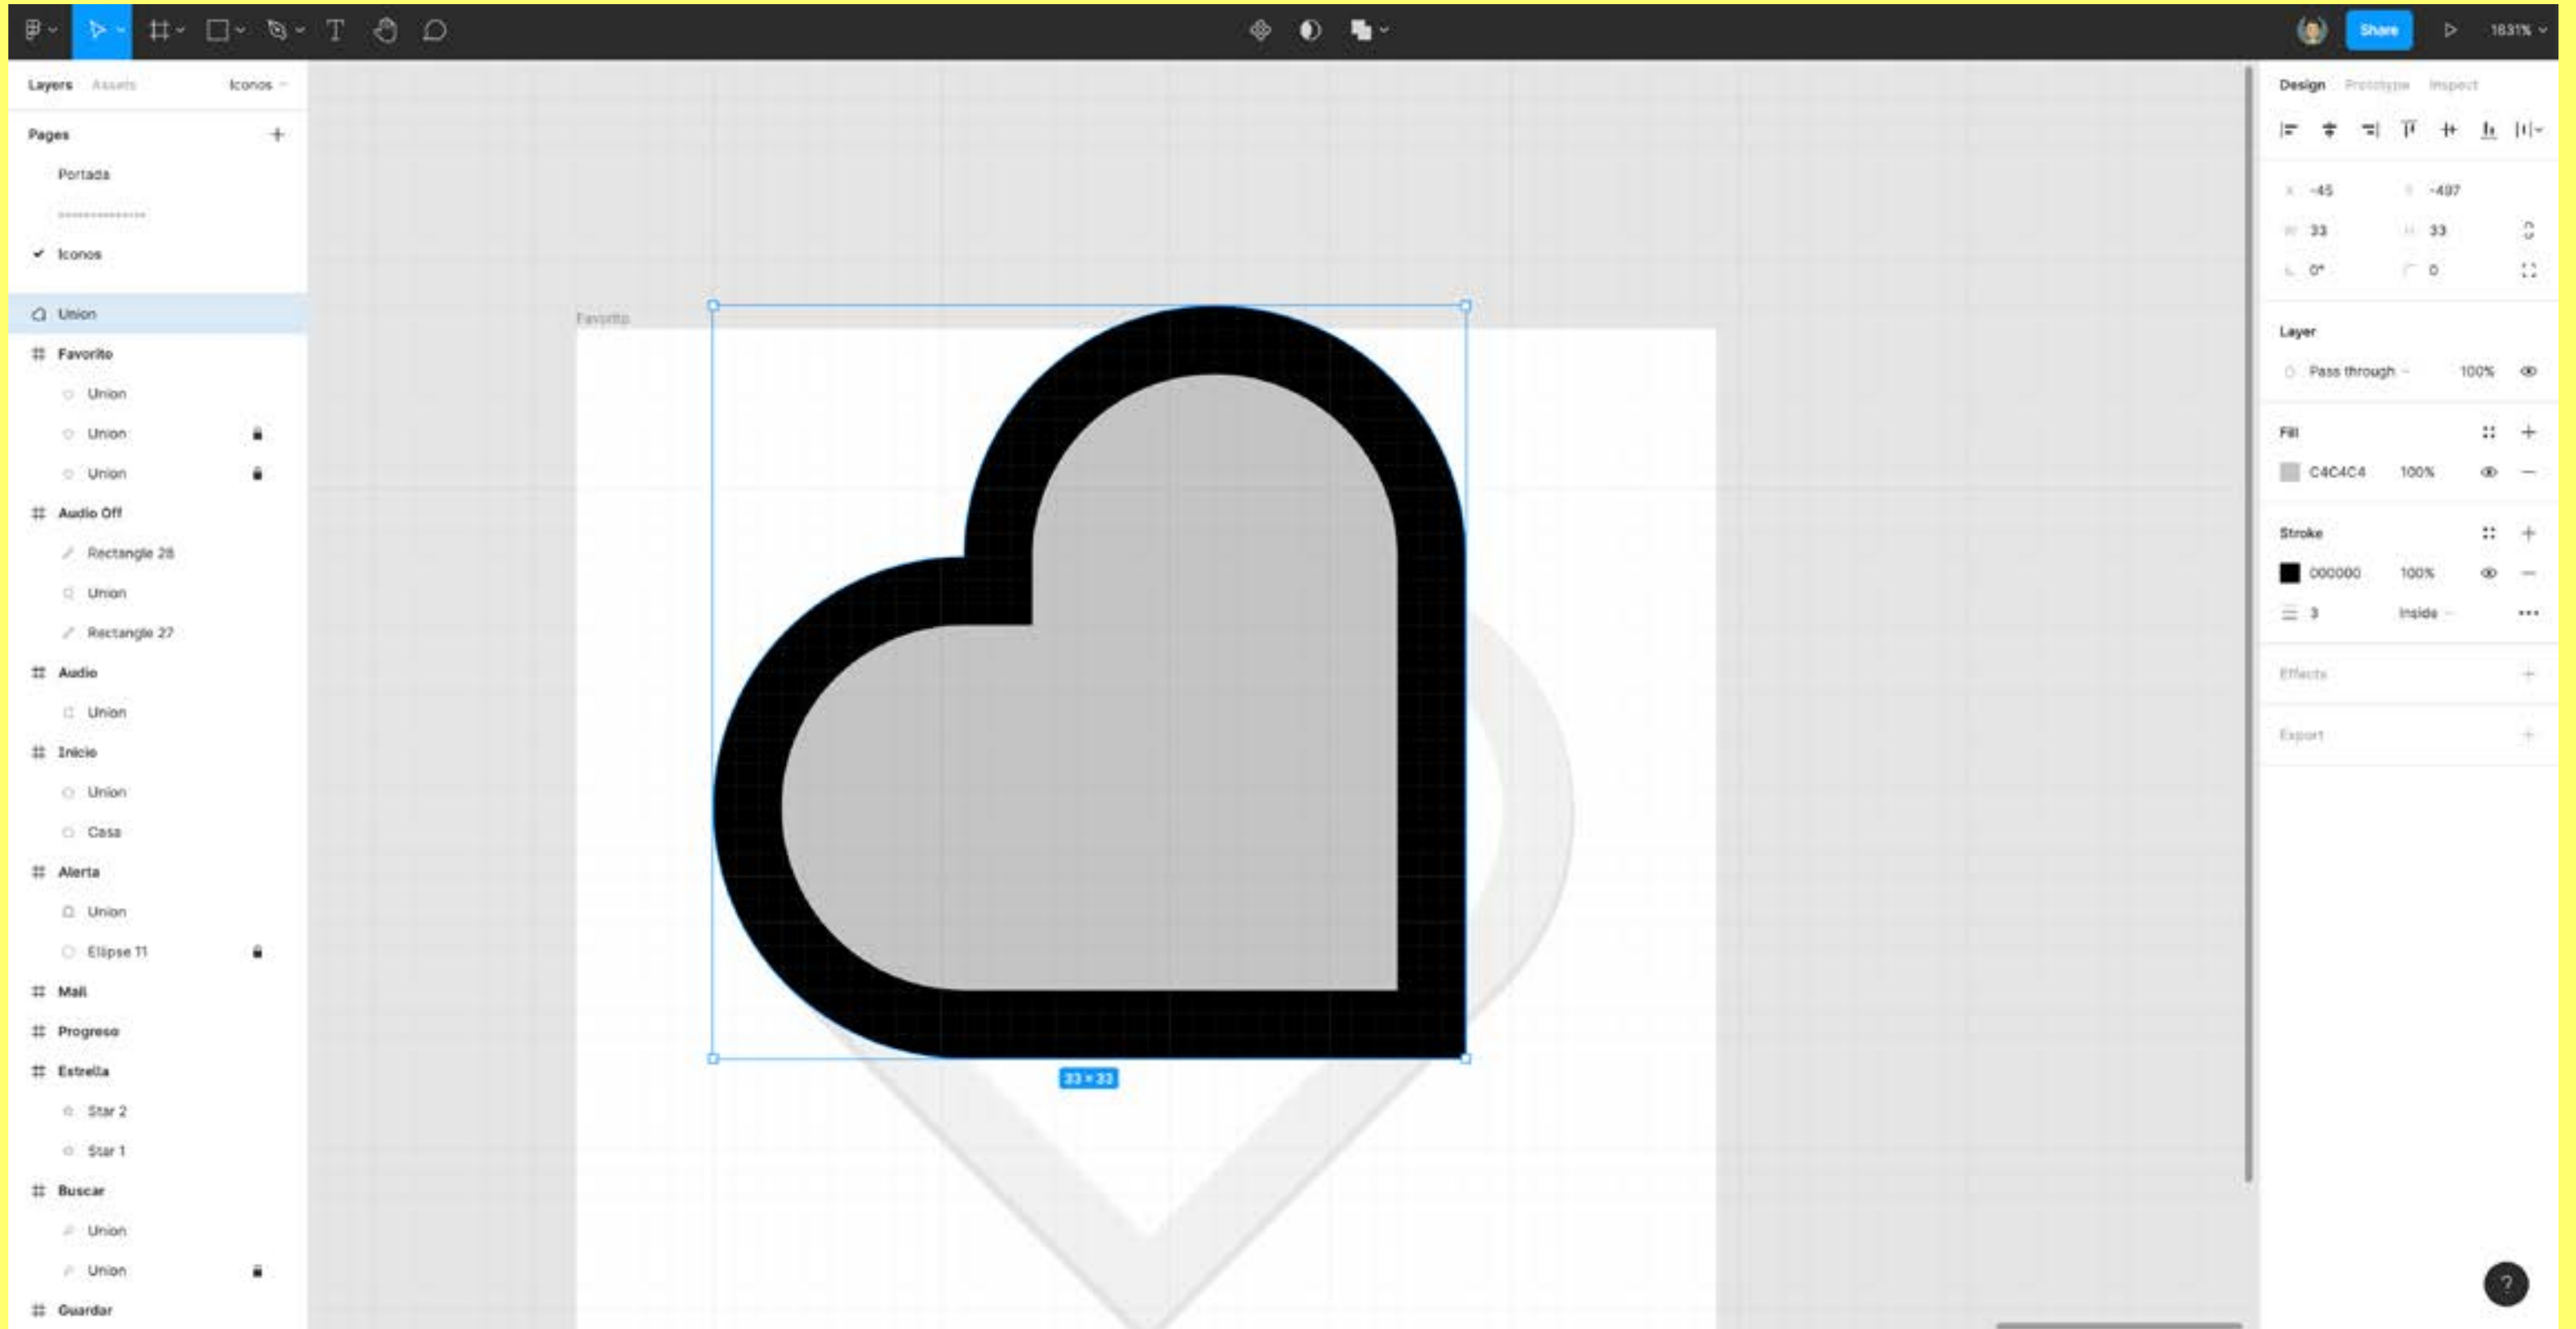 Share
1631%
Layers Assets Iconos
Pages
Portada
Iconos
Union
Favorito
Union
Union
Union
Audio Off
Rectangle 28
Union
Rectangle 27
Audio
Union
Inicio
Union
Casa
Alerta
Union
Ellipse 11
Mail
Progreso
Estrella
Star 2
Star 1
Buscar
Union
Union
Guardar
Favorito
33 × 33
Design Prototype Inspect
X -45 Y -497
W 33 H 33
0° 0
Layer
Pass through 100%
Fill
C4C4C4 100%
Stroke
000000 100%
3 Inside
Effects
Export
?